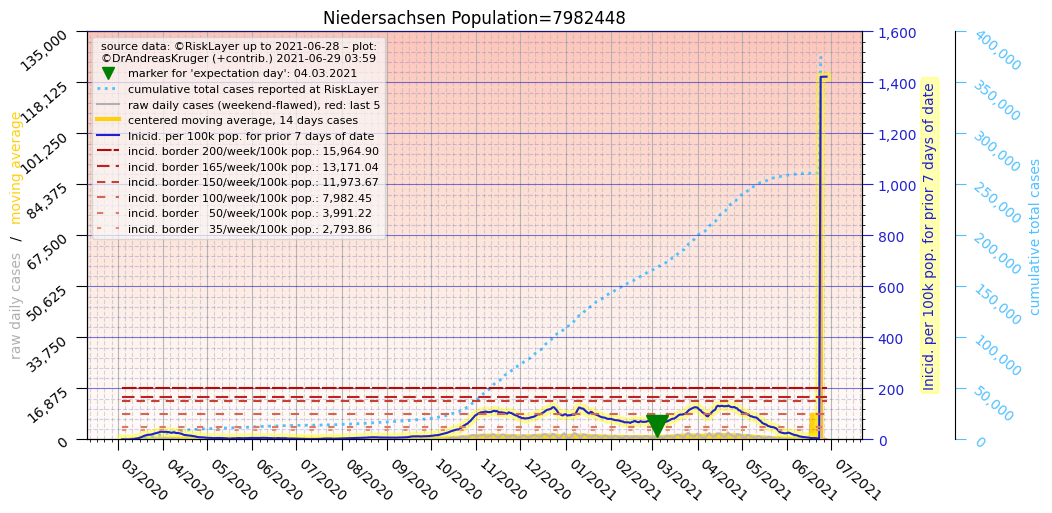 Niedersachsen Population=7982448
source data: ©RiskLayer up to 2021-06-28 – plot:
©DrAndreasKruger (+contrib.) 2021-06-29 03:59
marker for 'expectation day': 04.03.2021
cumulative total cases reported at RiskLayer
raw daily cases (weekend-flawed), red: last 5
centered moving average, 14 days cases
Inicid. per 100k pop. for prior 7 days of date
incid. border 200/week/100k pop.: 15,964.90
incid. border 165/week/100k pop.: 13,171.04
incid. border 150/week/100k pop.: 11,973.67
incid. border 100/week/100k pop.: 7,982.45
incid. border   50/week/100k pop.: 3,991.22
incid. border   35/week/100k pop.: 2,793.86
raw daily cases / moving average
135,000
118,125
101,250
84,375
67,500
50,625
33,750
16,875
0
1,600
1,400
1,200
1,000
800
600
400
200
0
Inicid. per 100k pop. for prior 7 days of date
400,000
350,000
300,000
250,000
200,000
150,000
100,000
50,000
0
cumulative total cases
03/2020
04/2020
05/2020
06/2020
07/2020
08/2020
09/2020
10/2020
11/2020
12/2020
01/2021
02/2021
03/2021
04/2021
05/2021
06/2021
07/2021